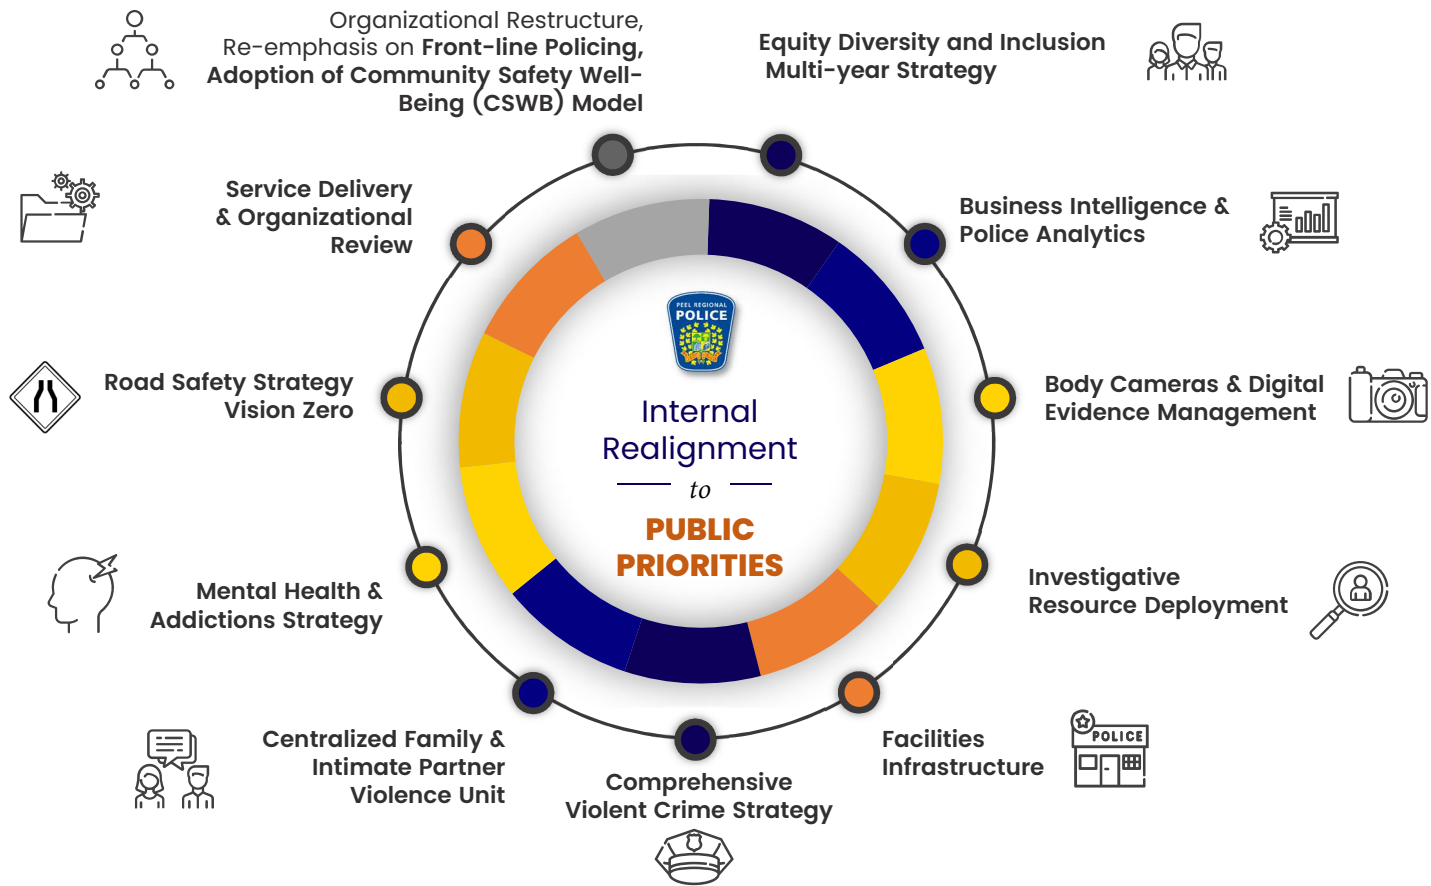 Organizational Restructure,
Re-emphasis on Front-line Policing,
Adoption of Community Safety Well-
Being (CSWB) Model
Equity Diversity and Inclusion
Multi-year Strategy
Service Delivery
& Organizational
Review
Business Intelligence &
Police Analytics
PEEL REGIONAL
POLICE
Road Safety Strategy
Vision Zero
Body Cameras & Digital
Evidence Management
Internal
Realignment
to
PUBLIC
PRIORITIES
Mental Health &
Addictions Strategy
Investigative
Resource Deployment
Centralized Family &
Intimate Partner
Violence Unit
Comprehensive
Violent Crime Strategy
Facilities
Infrastructure
POLICE